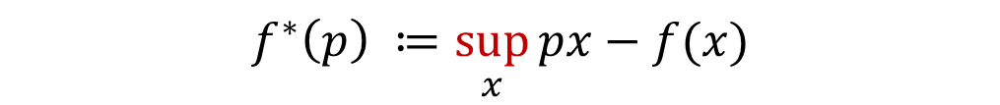 f*(p) := sup px − f(x)
x